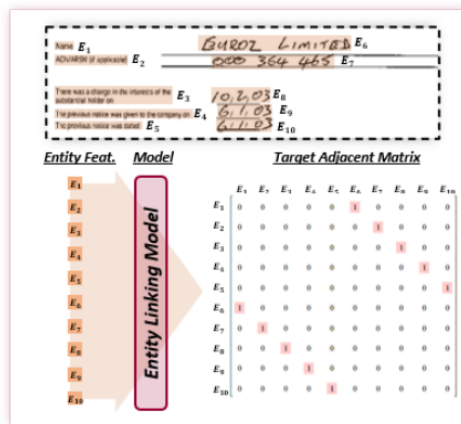 Name E1 GUROZ LIMITED E6
ACN/ARSN (if applicable) E2 000 364 465 E7
There was a change in the interests of the
substantial holder on E3 10,2,03 E8
The previous notice was given to the company on E4 6,1,03 E9
The previous notice was dated E5 6,1,03 E10
Entity Feat. Model Target Adjacent Matrix
E1 E2 E3 E4 E5 E6 E7 E8 E9 E10
E1 0 0 0 0 0 1 0 0 0 0
E2 0 0 0 0 0 0 1 0 0 0
E3 0 0 0 0 0 0 0 1 0 0
E4 0 0 0 0 0 0 0 0 1 0
E5 0 0 0 0 0 0 0 0 0 1
E6 1 0 0 0 0 0 0 0 0 0
E7 0 1 0 0 0 0 0 0 0 0
E8 0 0 1 0 0 0 0 0 0 0
E9 0 0 0 1 0 0 0 0 0 0
E10 0 0 0 0 1 0 0 0 0 0
E1
E2
E3
E4
E5
E6
E7
E8
E9
E10
Entity Linking Model